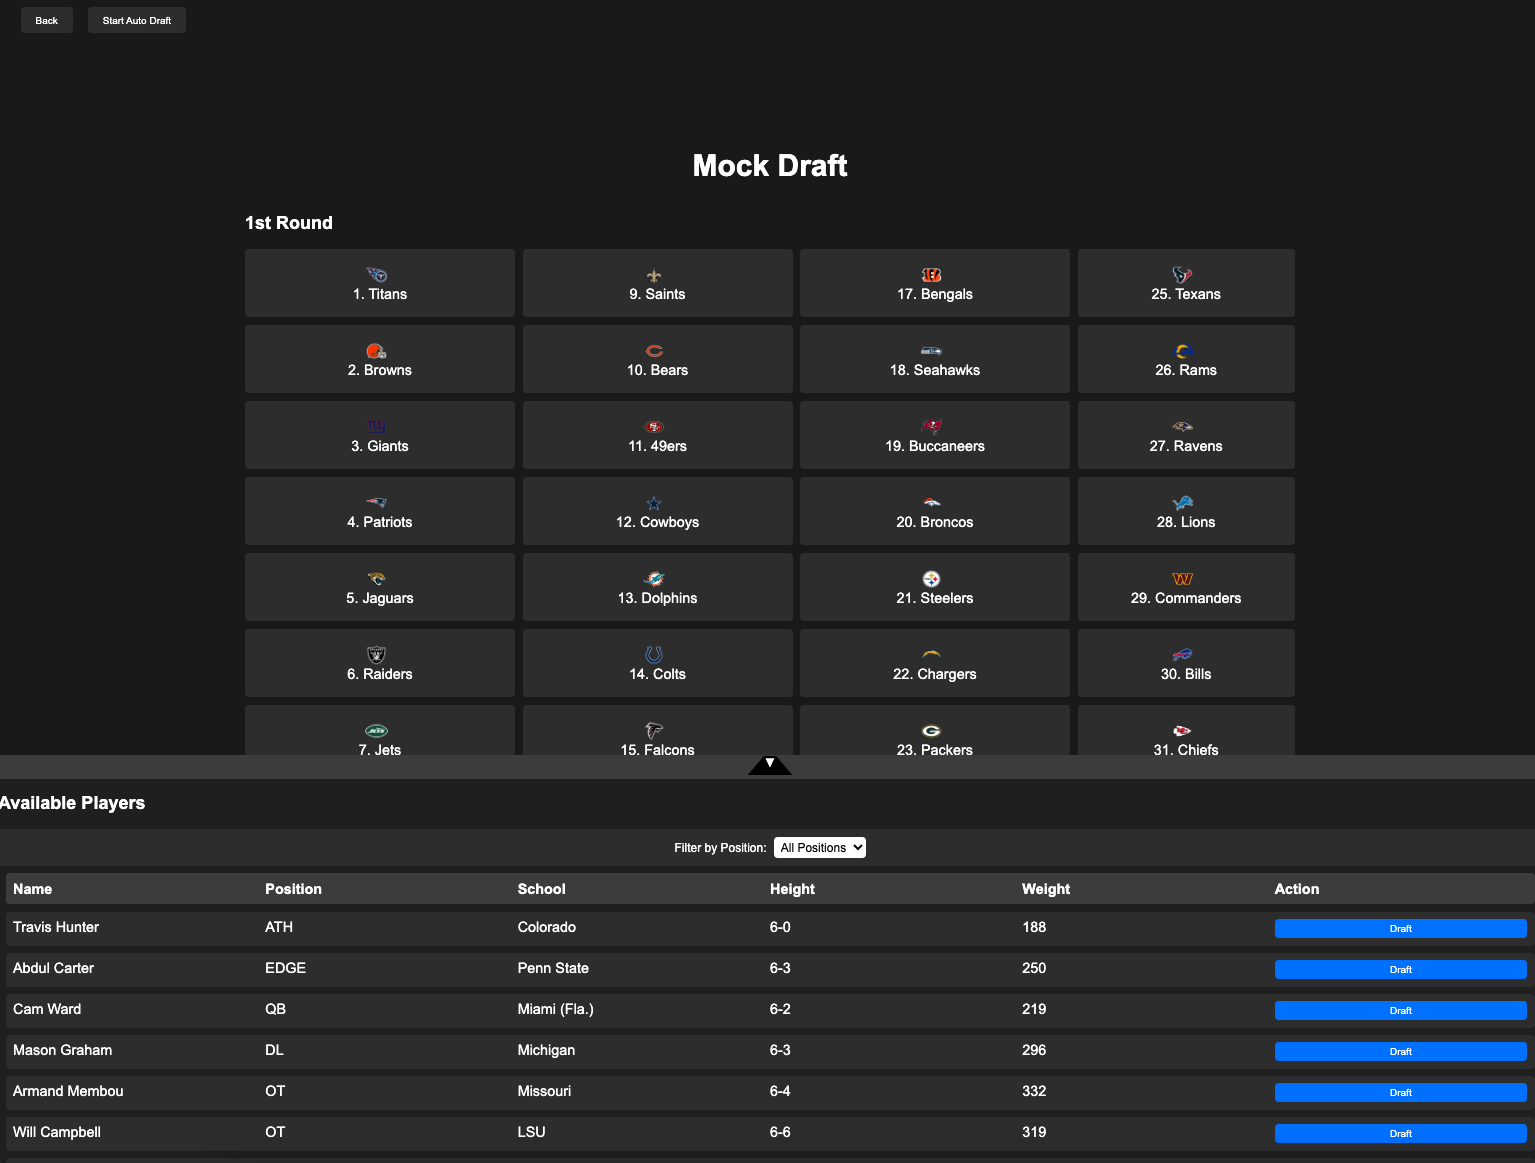 Back
Start Auto Draft
Mock Draft
1st Round
1. Titans
9. Saints
17. Bengals
25. Texans
2. Browns
10. Bears
18. Seahawks
26. Rams
3. Giants
11. 49ers
19. Buccaneers
27. Ravens
4. Patriots
12. Cowboys
20. Broncos
28. Lions
5. Jaguars
13. Dolphins
21. Steelers
29. Commanders
6. Raiders
14. Colts
22. Chargers
30. Bills
7. Jets
15. Falcons
23. Packers
31. Chiefs
▼
Available Players
Filter by Position: All Positions
Name Position School Height Weight Action
Travis Hunter ATH Colorado 6-0 188 Draft
Abdul Carter EDGE Penn State 6-3 250 Draft
Cam Ward QB Miami (Fla.) 6-2 219 Draft
Mason Graham DL Michigan 6-3 296 Draft
Armand Membou OT Missouri 6-4 332 Draft
Will Campbell OT LSU 6-6 319 Draft